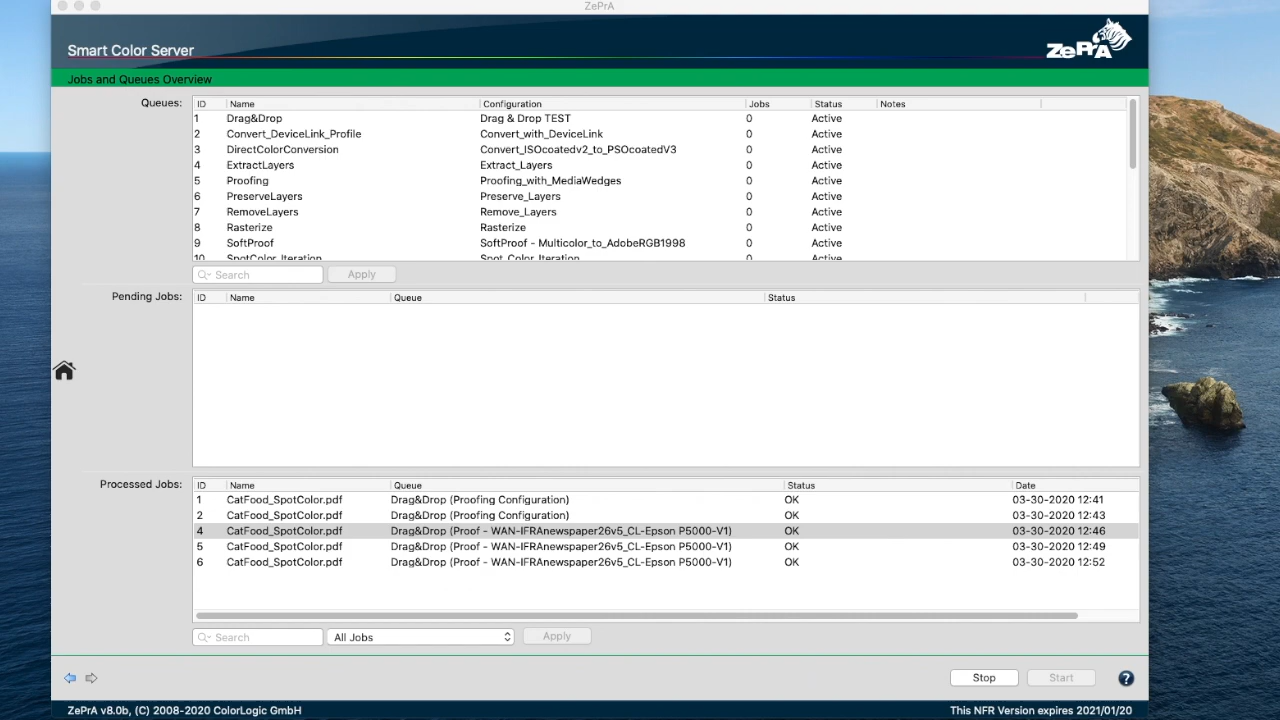 ZePrA
Smart Color Server
ZePrA
Jobs and Queues Overview
Queues:
ID Name Configuration Jobs Status Notes
1 Drag&Drop Drag & Drop TEST 0 Active
2 Convert_DeviceLink_Profile Convert_with_DeviceLink 0 Active
3 DirectColorConversion Convert_ISOcoatedv2_to_PSOcoatedV3 0 Active
4 ExtractLayers Extract_Layers 0 Active
5 Proofing Proofing_with_MediaWedges 0 Active
6 PreserveLayers Preserve_Layers 0 Active
7 RemoveLayers Remove_Layers 0 Active
8 Rasterize Rasterize 0 Active
9 SoftProof SoftProof - Multicolor_to_AdobeRGB1998 0 Active
10 SpotColor_Iteration Spot_Color_Iteration 0 Active
Search Apply
Pending Jobs:
ID Name Queue Status
Processed Jobs:
ID Name Queue Status Date
1 CatFood_SpotColor.pdf Drag&Drop (Proofing Configuration) OK 03-30-2020 12:41
2 CatFood_SpotColor.pdf Drag&Drop (Proofing Configuration) OK 03-30-2020 12:43
4 CatFood_SpotColor.pdf Drag&Drop (Proof - WAN-IFRAnewspaper26v5_CL-Epson P5000-V1) OK 03-30-2020 12:46
5 CatFood_SpotColor.pdf Drag&Drop (Proof - WAN-IFRAnewspaper26v5_CL-Epson P5000-V1) OK 03-30-2020 12:49
6 CatFood_SpotColor.pdf Drag&Drop (Proof - WAN-IFRAnewspaper26v5_CL-Epson P5000-V1) OK 03-30-2020 12:52
Search All Jobs Apply
Stop Start ?
ZePrA v8.0b, (C) 2008-2020 ColorLogic GmbH
This NFR Version expires 2021/01/20